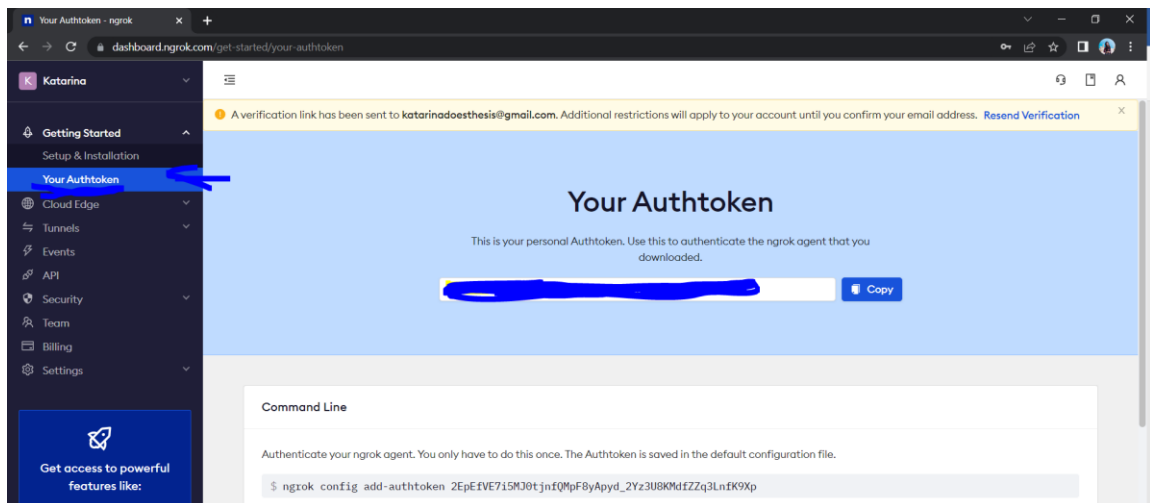 Your Authtoken - ngrok
dashboard.ngrok.com/get-started/your-authtoken
K Katarina
A verification link has been sent to katarinadoesthesis@gmail.com. Additional restrictions will apply to your account until you confirm your email address. Resend Verification
Getting Started
Setup & Installation
Your Authtoken
Cloud Edge
Tunnels
Events
API
Security
Team
Billing
Settings
Get access to powerful
features like:
Your Authtoken
This is your personal Authtoken. Use this to authenticate the ngrok agent that you
downloaded.
Copy
Command Line
Authenticate your ngrok agent. You only have to do this once. The Authtoken is saved in the default configuration file.
$ ngrok config add-authtoken 2EpEfVE7i5MJ0tjnfQMpF8yApyd_2Yz3U8KMdfZZq3LnfK9Xp